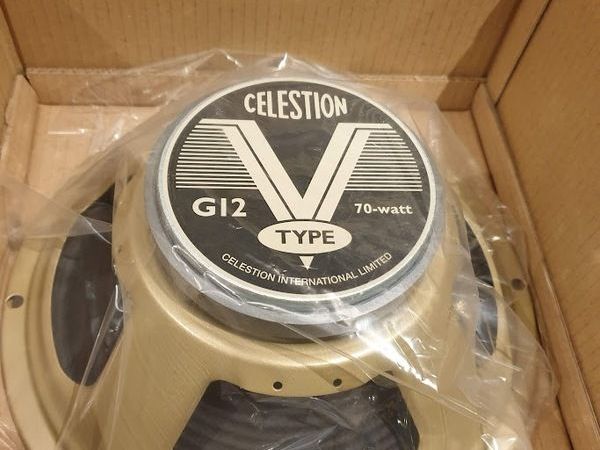 CELESTION
V
G12 70-watt
TYPE
CELESTION INTERNATIONAL LIMITED